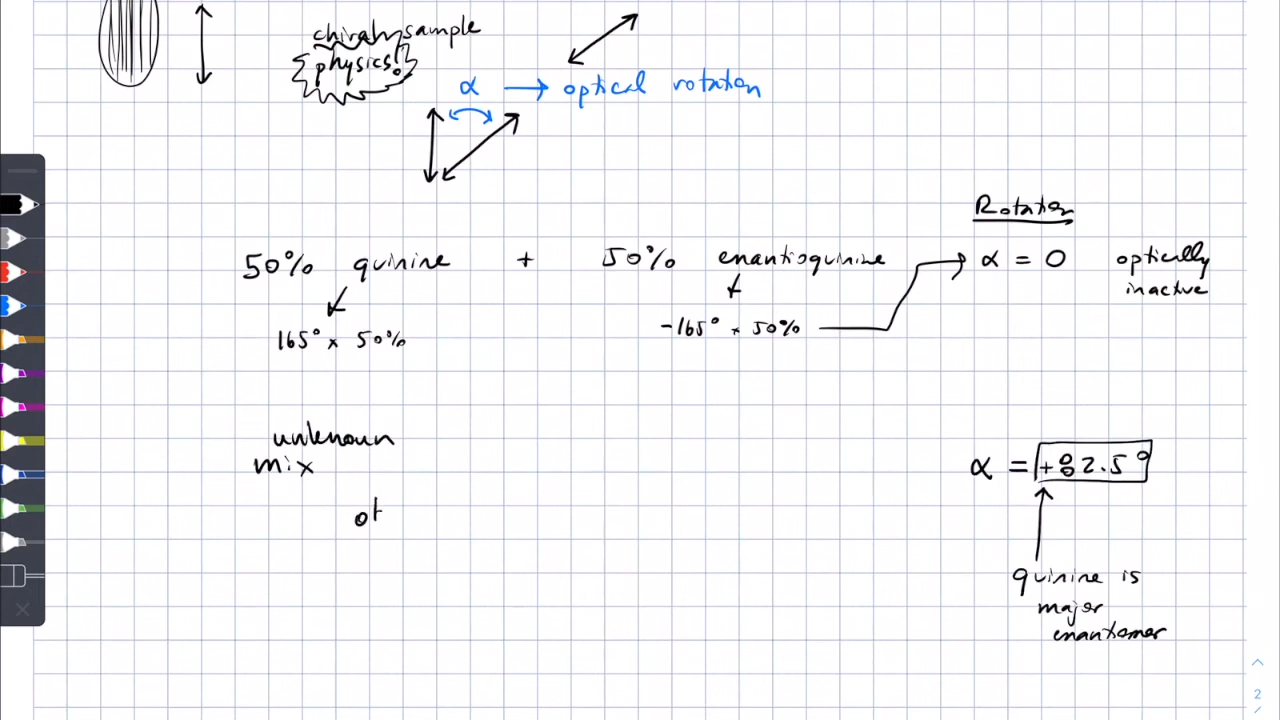 chiral sample
physics!
α → optical rotation
Rotation
50% quinine + 50% enantioquinine → α = 0 optically
inactive
165° × 50%
-165° × 50%
unknown
mix
α = +82.5°
of
quinine is
major
enantiomer
2